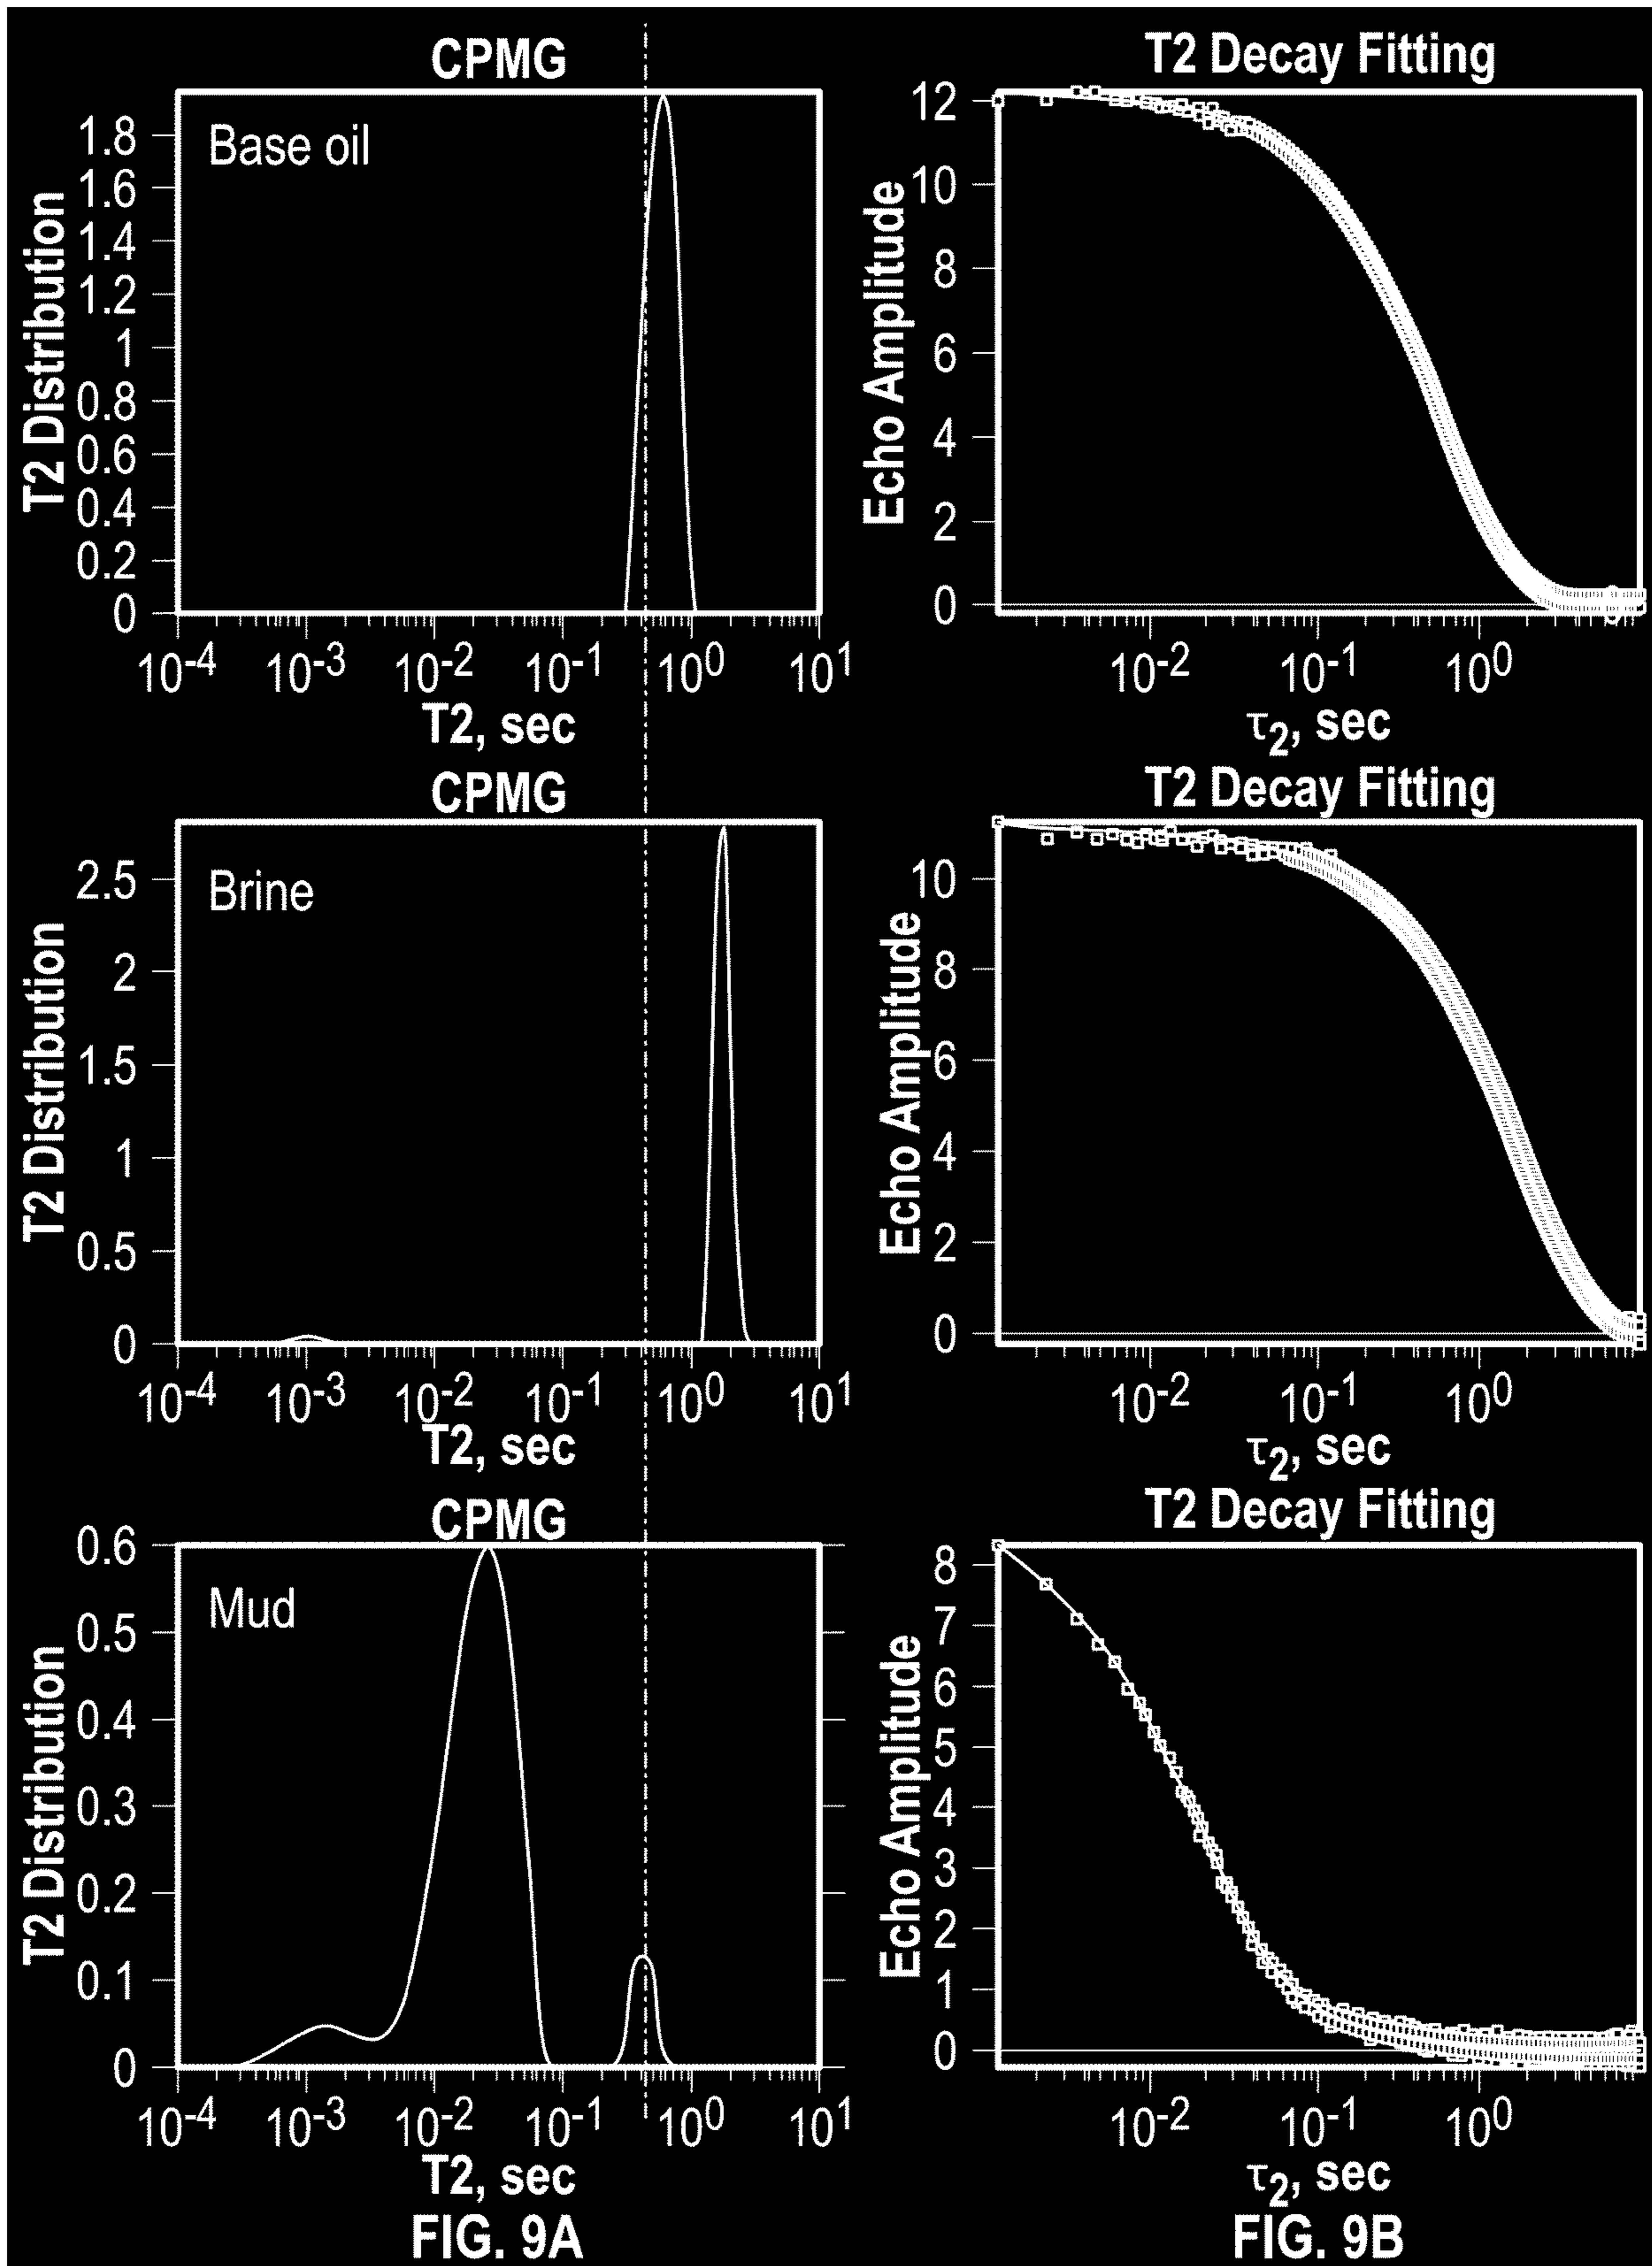 CPMG
T2 Distribution
1.8
1.6
1.4
1.2
1
0.8
0.6
0.4
0.2
0
Base oil
10-4 10-3 10-2 10-1 100 101
T2, sec
T2 Decay Fitting
Echo Amplitude
12
10
8
6
4
2
0
10-2 10-1 100
τ2, sec
CPMG
T2 Distribution
2.5
2
1.5
1
0.5
0
Brine
10-4 10-3 10-2 10-1 100 101
T2, sec
T2 Decay Fitting
Echo Amplitude
10
8
6
4
2
0
10-2 10-1 100
τ2, sec
CPMG
T2 Distribution
0.6
0.5
0.4
0.3
0.2
0.1
0
Mud
10-4 10-3 10-2 10-1 100 101
T2, sec
FIG. 9A
T2 Decay Fitting
Echo Amplitude
8
7
6
5
4
3
2
1
0
10-2 10-1 100
τ2, sec
FIG. 9B